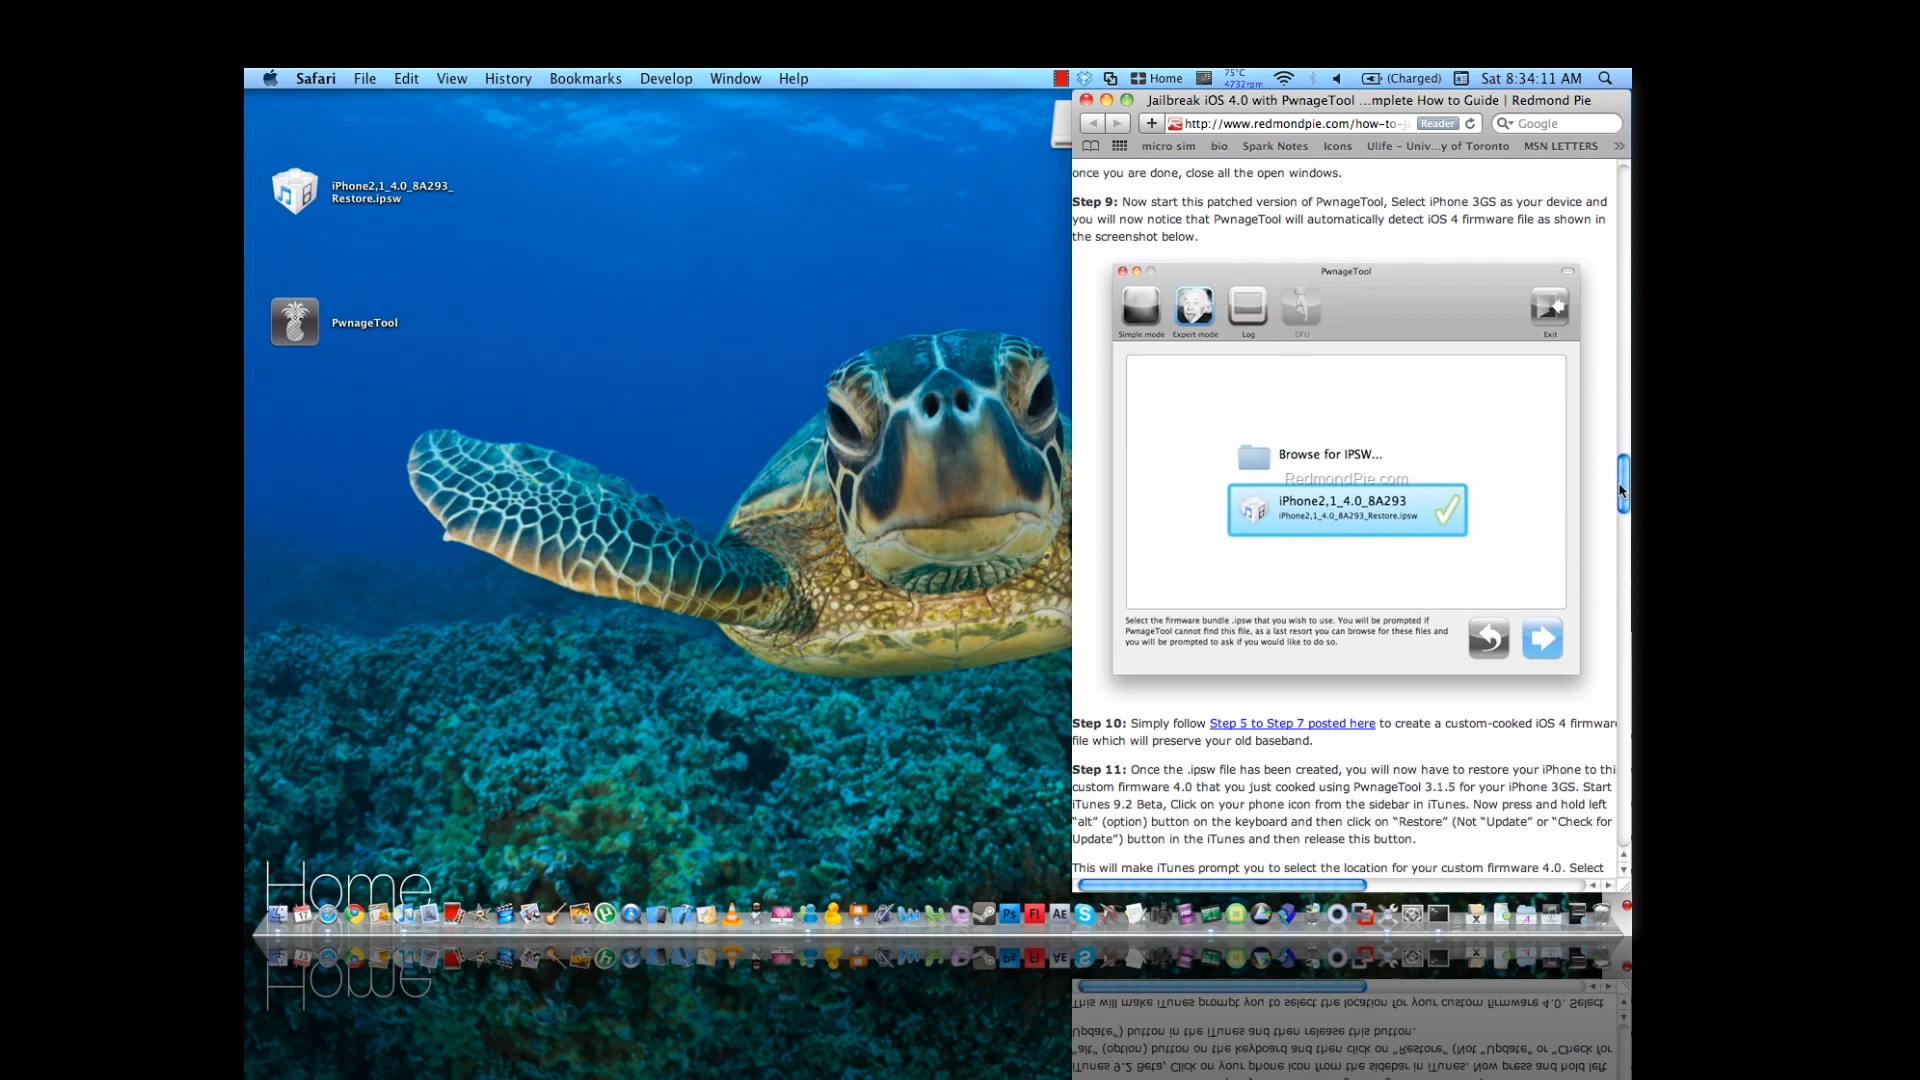 Safari File Edit View History Bookmarks Develop Window Help
Home
75°C
4732rpm
(Charged)
Sat 8:34:11 AM
iPhone2,1_4.0_8A293_
Restore.ipsw
PwnageTool
Jailbreak iOS 4.0 with PwnageTool ...mplete How to Guide | Redmond Pie
http://www.redmondpie.com/how-to-
Reader
Google
micro sim bio Spark Notes Icons Ulife – Univ...y of Toronto MSN LETTERS
once you are done, close all the open windows.
Step 9: Now start this patched version of PwnageTool, Select iPhone 3GS as your device and
you will now notice that PwnageTool will automatically detect iOS 4 firmware file as shown in
the screenshot below.
PwnageTool
Simple mode Expert mode Log DFU Exit
Browse for IPSW...
RedmondPie.com
iPhone2,1_4.0_8A293
iPhone2,1_4.0_8A293_Restore.ipsw
Select the firmware bundle .ipsw that you wish to use. You will be prompted if
PwnageTool cannot find this file, as a last resort you can browse for these files and
you will be prompted to ask if you would like to do so.
Step 10: Simply follow Step 5 to Step 7 posted here to create a custom-cooked iOS 4 firmware
file which will preserve your old baseband.
Step 11: Once the .ipsw file has been created, you will now have to restore your iPhone to thi
custom firmware 4.0 that you just cooked using PwnageTool 3.1.5 for your iPhone 3GS. Start
iTunes 9.2 Beta, Click on your phone icon from the sidebar in iTunes. Now press and hold left
“alt” (option) button on the keyboard and then click on “Restore” (Not “Update” or “Check for
Update”) button in the iTunes and then release this button.
This will make iTunes prompt you to select the location for your custom firmware 4.0. Select
Home
17
Ps FL AE